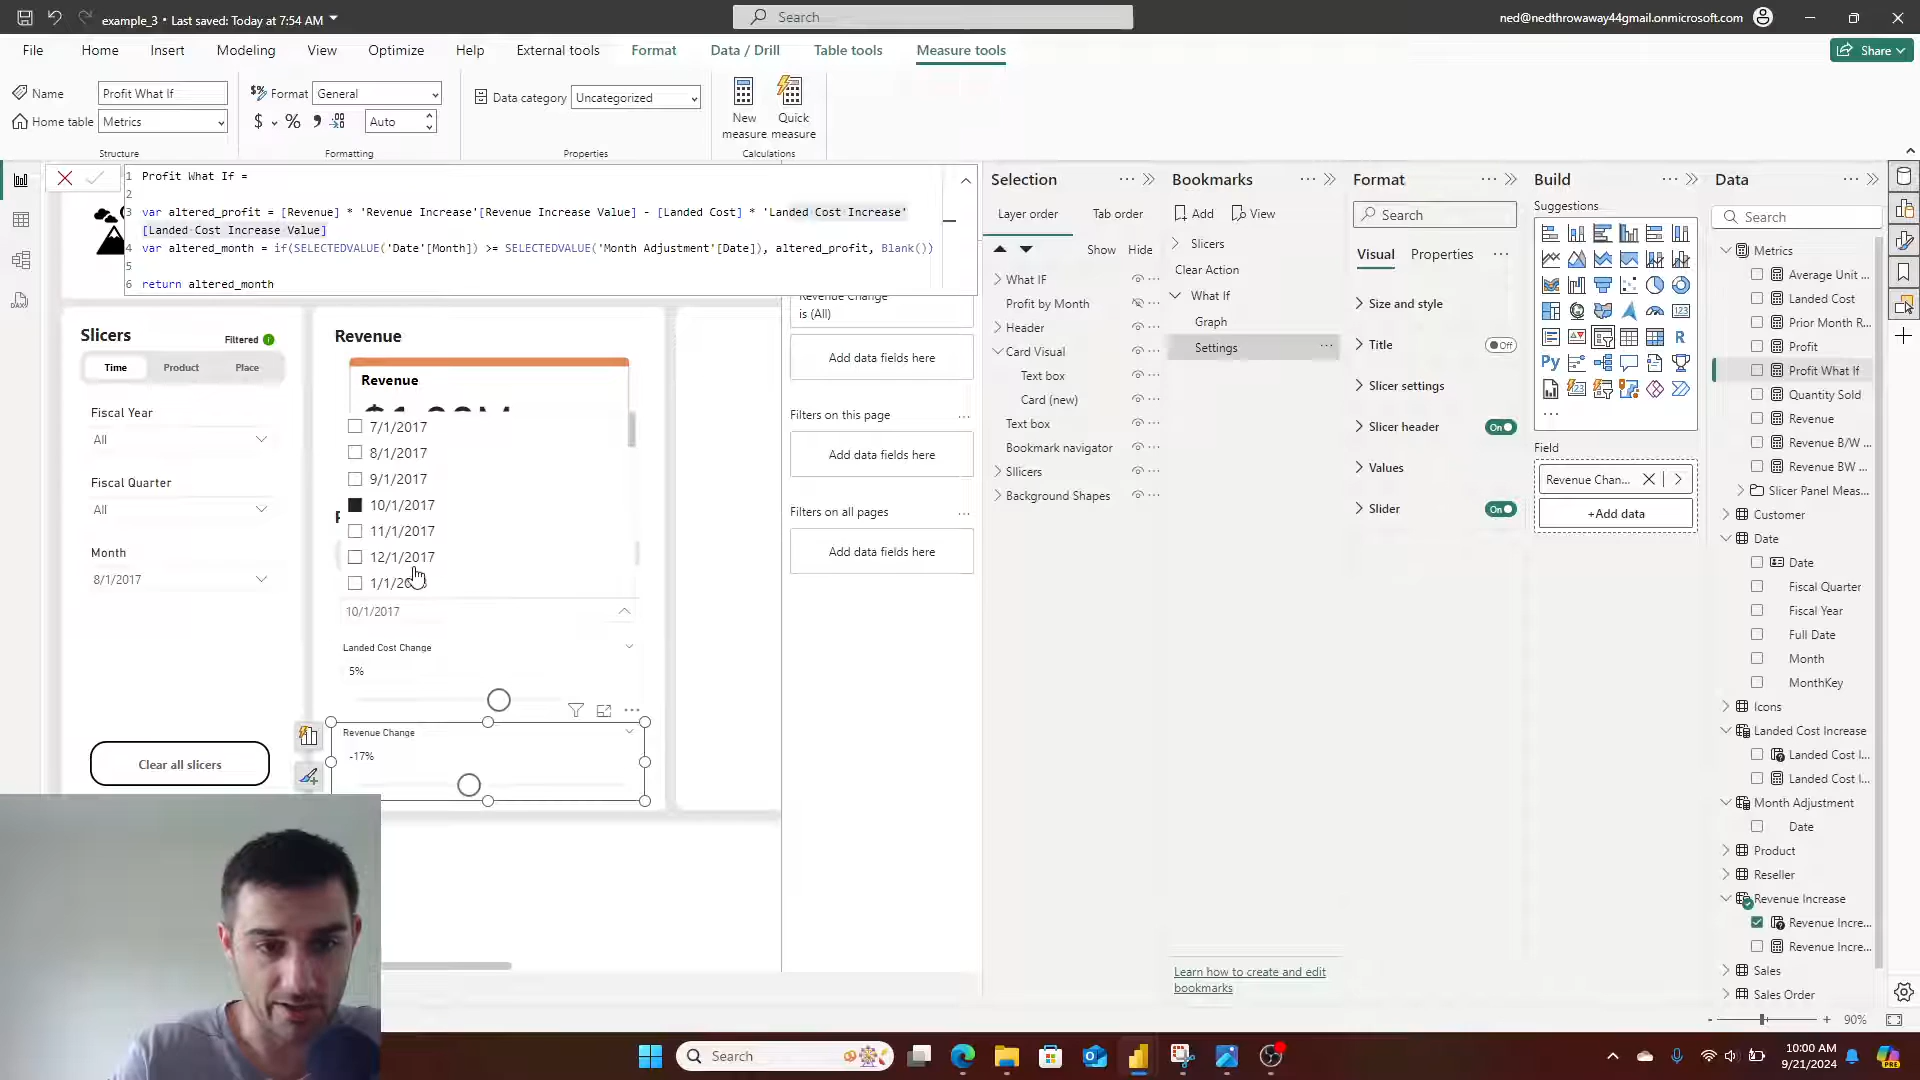 example_3 • Last saved: Today at 7:54 AM
Search
ned@nedthrowaway44gmail.onmicrosoft.com
File
Home
Insert
Modeling
View
Optimize
Help
External tools
Format
Data / Drill
Table tools
Measure tools
Share
Name
Profit What If
Home table
Metrics
Structure
Format
General
$
%
Auto
Formatting
Data category
Uncategorized
Properties
New measure
Quick measure
Calculations
1 Profit What If =
2
3 var altered_profit = [Revenue] * 'Revenue Increase'[Revenue Increase Value] - [Landed Cost] * 'Landed Cost Increase'
[Landed Cost Increase Value]
4 var altered_month = if(SELECTEDVALUE('Date'[Month]) >= SELECTEDVALUE('Month Adjustment'[Date]), altered_profit, Blank())
5
6 return altered_month
Slicers
Filtered
Time
Product
Place
Fiscal Year
All
Fiscal Quarter
All
Month
8/1/2017
Clear all slicers
Revenue
Revenue
7/1/2017
8/1/2017
9/1/2017
10/1/2017
11/1/2017
12/1/2017
10/1/2017
Landed Cost Change
5%
Revenue Change
-17%
Revenue Change
is (All)
Add data fields here
Filters on this page
Add data fields here
Filters on all pages
Add data fields here
Selection
Layer order
Tab order
Show
Hide
What IF
Profit by Month
Header
Card Visual
Text box
Card (new)
Text box
Bookmark navigator
Sllicers
Background Shapes
Bookmarks
Add
View
Slicers
Clear Action
What If
Graph
Settings
Learn how to create and edit bookmarks
Format
Search
Visual
Properties
Size and style
Title
Off
Slicer settings
Slicer header
On
Values
Slider
On
Build
Suggestions
R
Py
123
Field
Revenue Chan...
+Add data
Data
Search
Metrics
Average Unit ...
Landed Cost
Prior Month R...
Profit
Profit What If
Quantity Sold
Revenue
Revenue B/W ...
Revenue BW ...
Slicer Panel Meas...
Customer
Date
Date
Fiscal Quarter
Fiscal Year
Full Date
Month
MonthKey
Icons
Landed Cost Increase
Landed Cost I...
Landed Cost I...
Month Adjustment
Date
Product
Reseller
Revenue Increase
Revenue Incre...
Revenue Incre...
Sales
Sales Order
- + 90%
Search
10:00 AM
9/21/2024
PRE